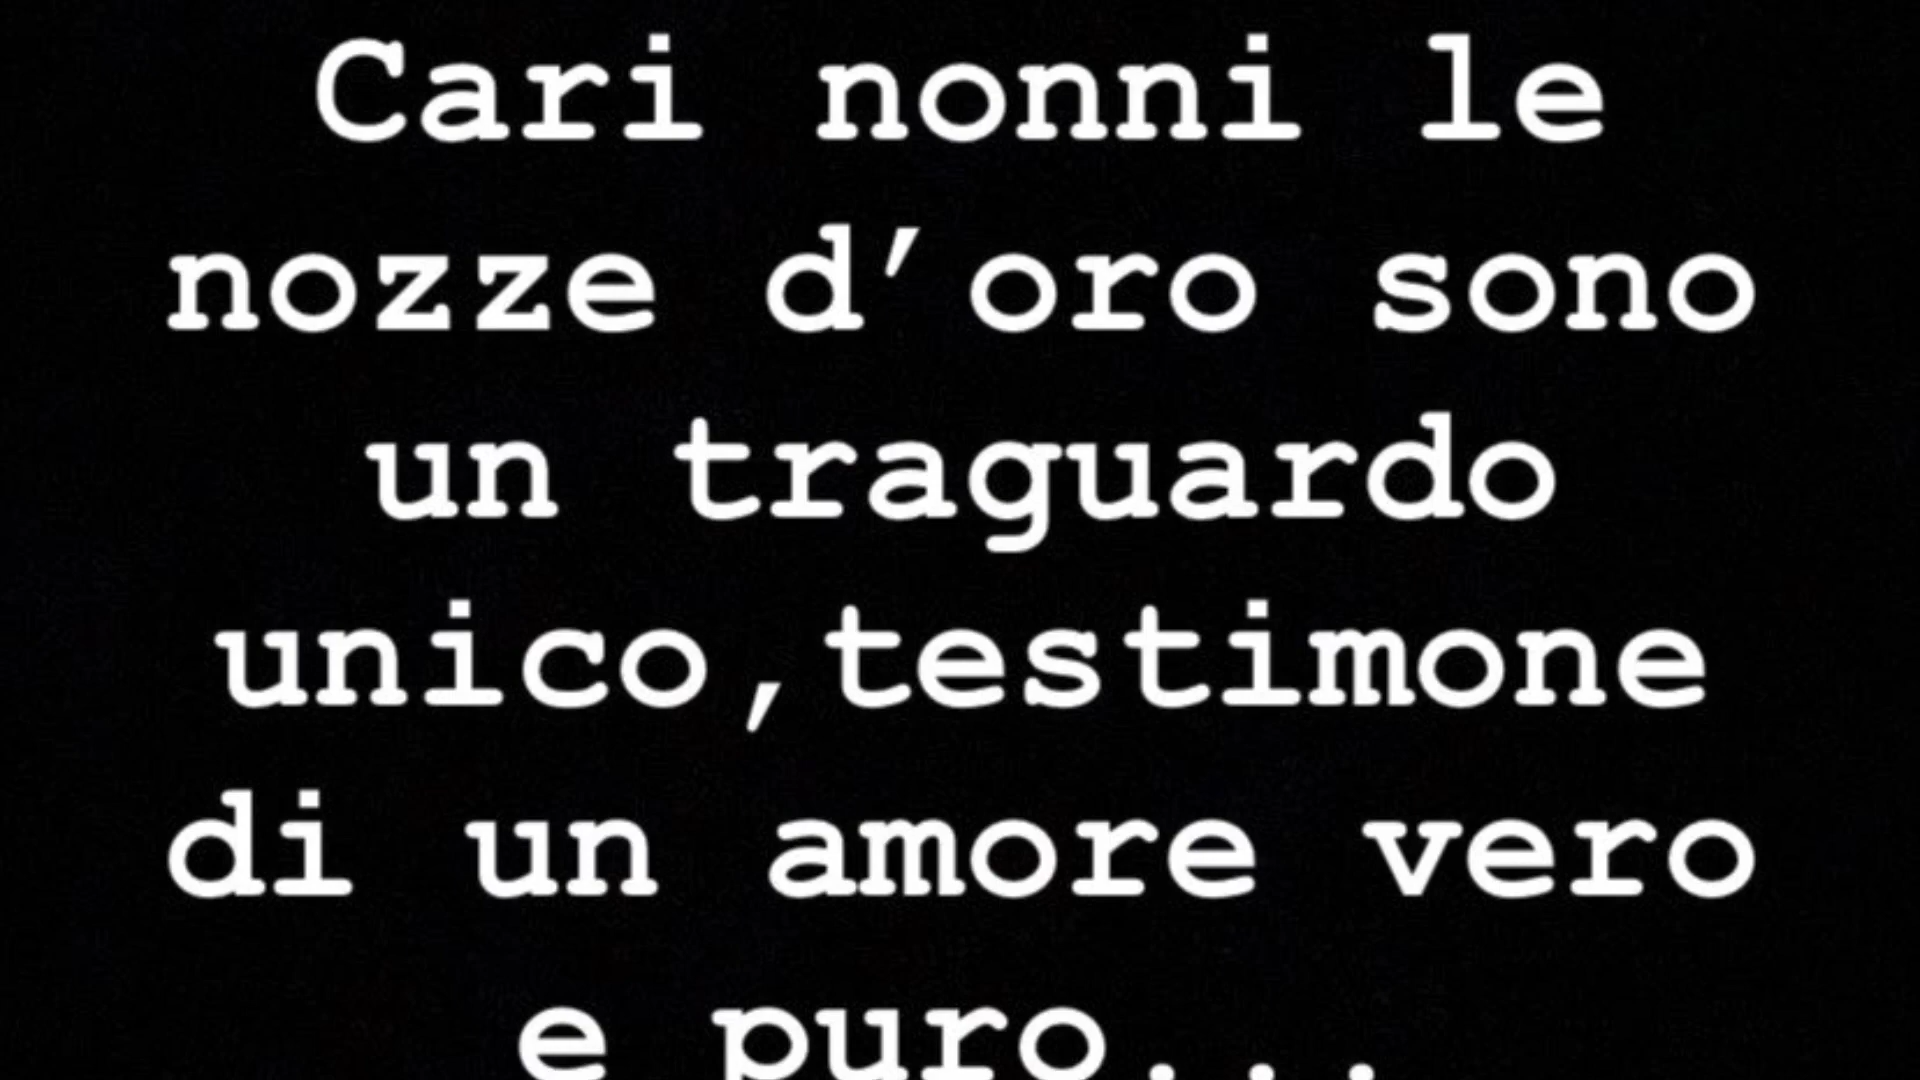 Cari nonni le
nozze d’oro sono
un traguardo
unico,testimone
di un amore vero
e puro...